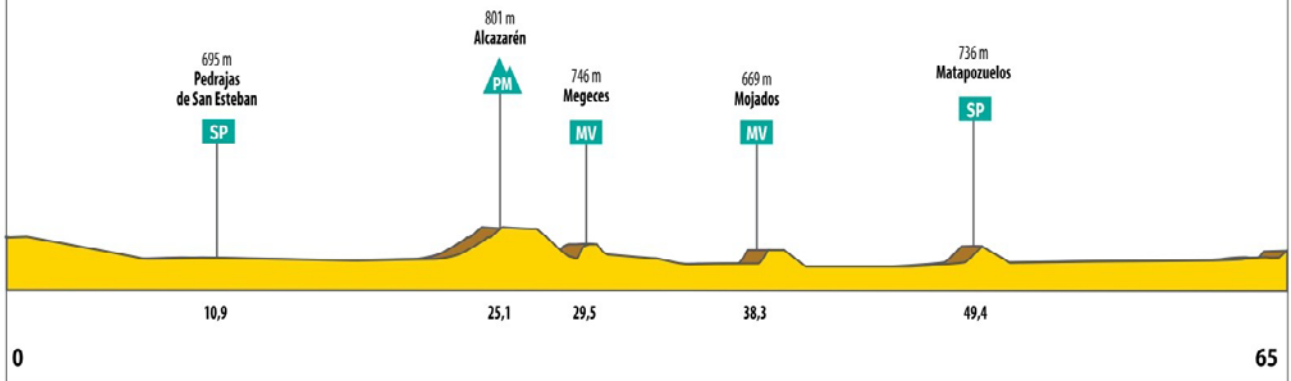 801 m
Alcazarén
PM
695 m
Pedrajas
de San Esteban
SP
746 m
Megeces
MV
669 m
Mojados
MV
736 m
Matapozuelos
SP
10,9
25,1
29,5
38,3
49,4
0
65